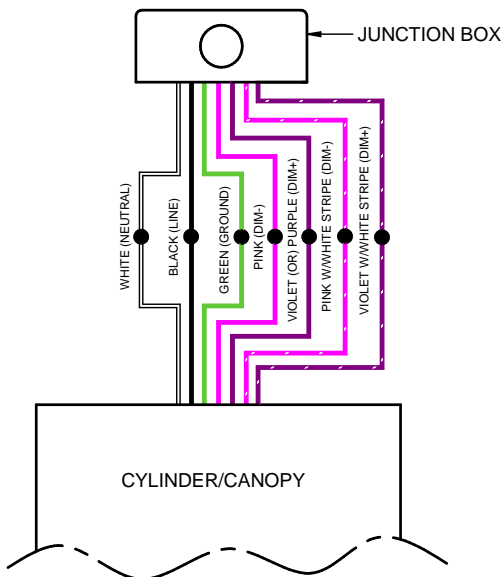 JUNCTION BOX
WHITE (NEUTRAL)
BLACK (LINE)
GREEN (GROUND)
PINK (DIM-)
VIOLET (OR) PURPLE (DIM+)
PINK W/WHITE STRIPE (DIM-)
VIOLET W/WHITE STRIPE (DIM+)
CYLINDER/CANOPY